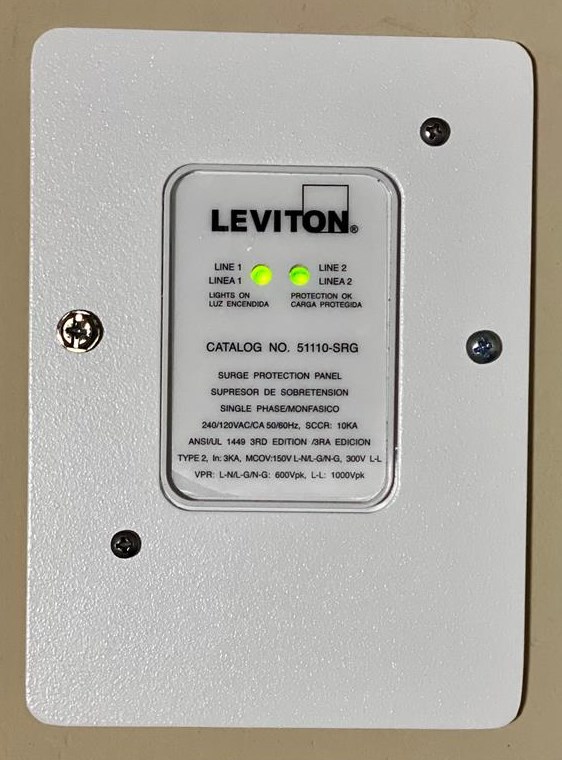 LEVITON®
LINE 1 LINE 2
LINEA 1 LINEA 2
LIGHTS ON PROTECTION OK
LUZ ENCENDIDA CARGA PROTEGIDA
CATALOG NO. 51110-SRG
SURGE PROTECTION PANEL
SUPRESOR DE SOBRETENSION
SINGLE PHASE/MONFASICO
240/120VAC/CA 50/60Hz, SCCR: 10KA
ANSI/UL 1449 3RD EDITION /3RA EDICION
TYPE 2, In: 3KA, MCOV:150V L-N/L-G/N-G, 300V L-L
VPR: L-N/L-G/N-G: 600Vpk, L-L: 1000Vpk